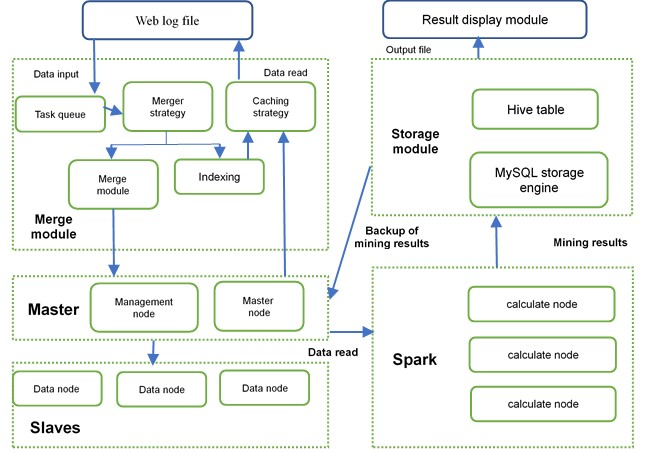 Web log file
Result display module
Output file
Data input
Data read
Task queue
Merger
strategy
Caching
strategy
Merge
module
Indexing
Merge
module
Hive table
Storage
module
MySQL storage
engine
Backup of
mining results
Mining results
Master
Management
node
Master
node
Data read
Spark
calculate node
calculate node
calculate node
Data node
Data node
Data node
Slaves